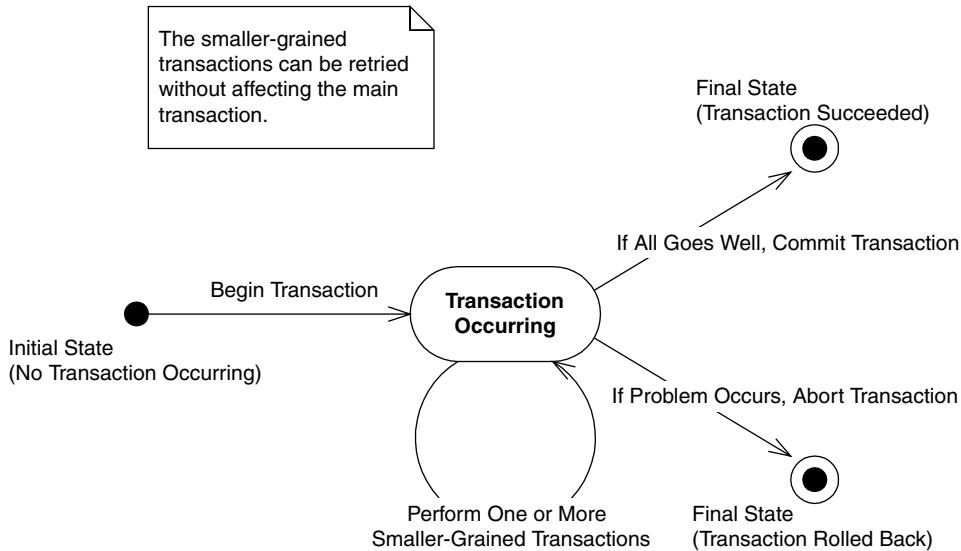 The smaller-grained
transactions can be retried
without affecting the main
transaction.
Final State
(Transaction Succeeded)
If All Goes Well, Commit Transaction
Begin Transaction
Transaction
Occurring
Initial State
(No Transaction Occurring)
If Problem Occurs, Abort Transaction
Perform One or More
Smaller-Grained Transactions
Final State
(Transaction Rolled Back)